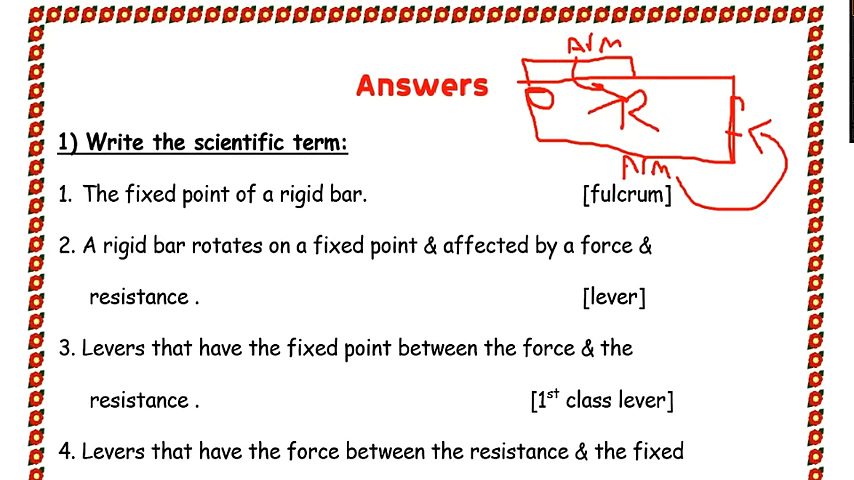 Arm
Answers
R
1) Write the scientific term:
Arm
1. The fixed point of a rigid bar. [fulcrum]
2. A rigid bar rotates on a fixed point & affected by a force &
resistance . [lever]
3. Levers that have the fixed point between the force & the
resistance . [1st class lever]
4. Levers that have the force between the resistance & the fixed